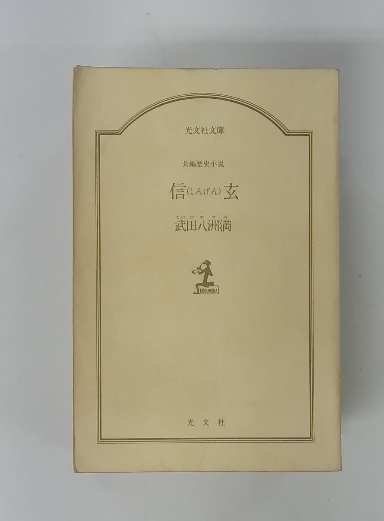 光文社文庫
長編歴史小説
信(しんげん)玄
武田八洲満
光文社